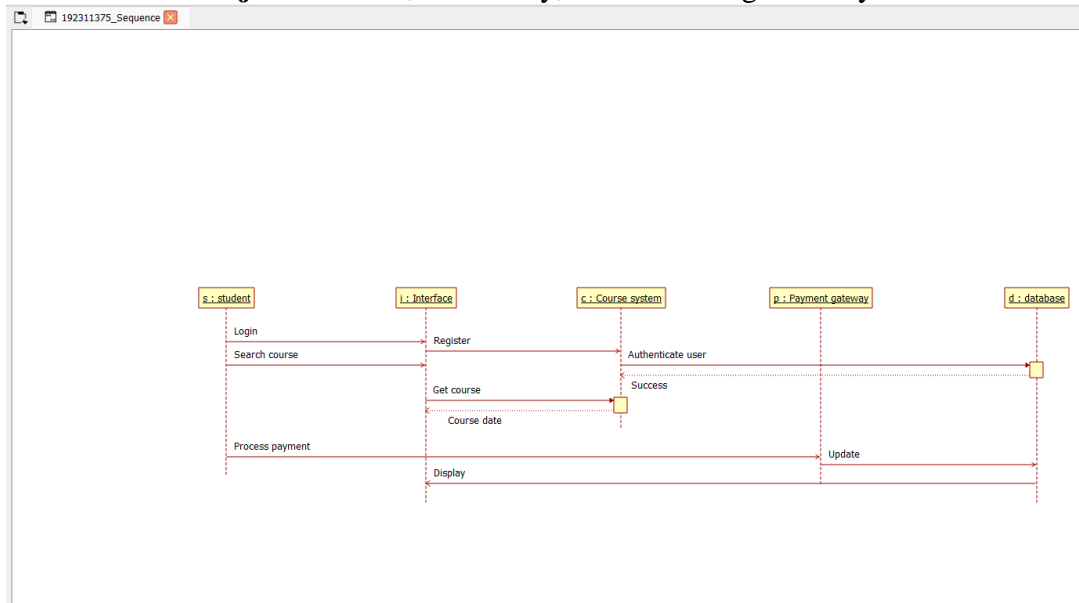 192311375_Sequence
s : student
i : Interface
c : Course system
p : Payment gateway
d : database
Login
Register
Search course
Authenticate user
Success
Get course
Course date
Process payment
Update
Display